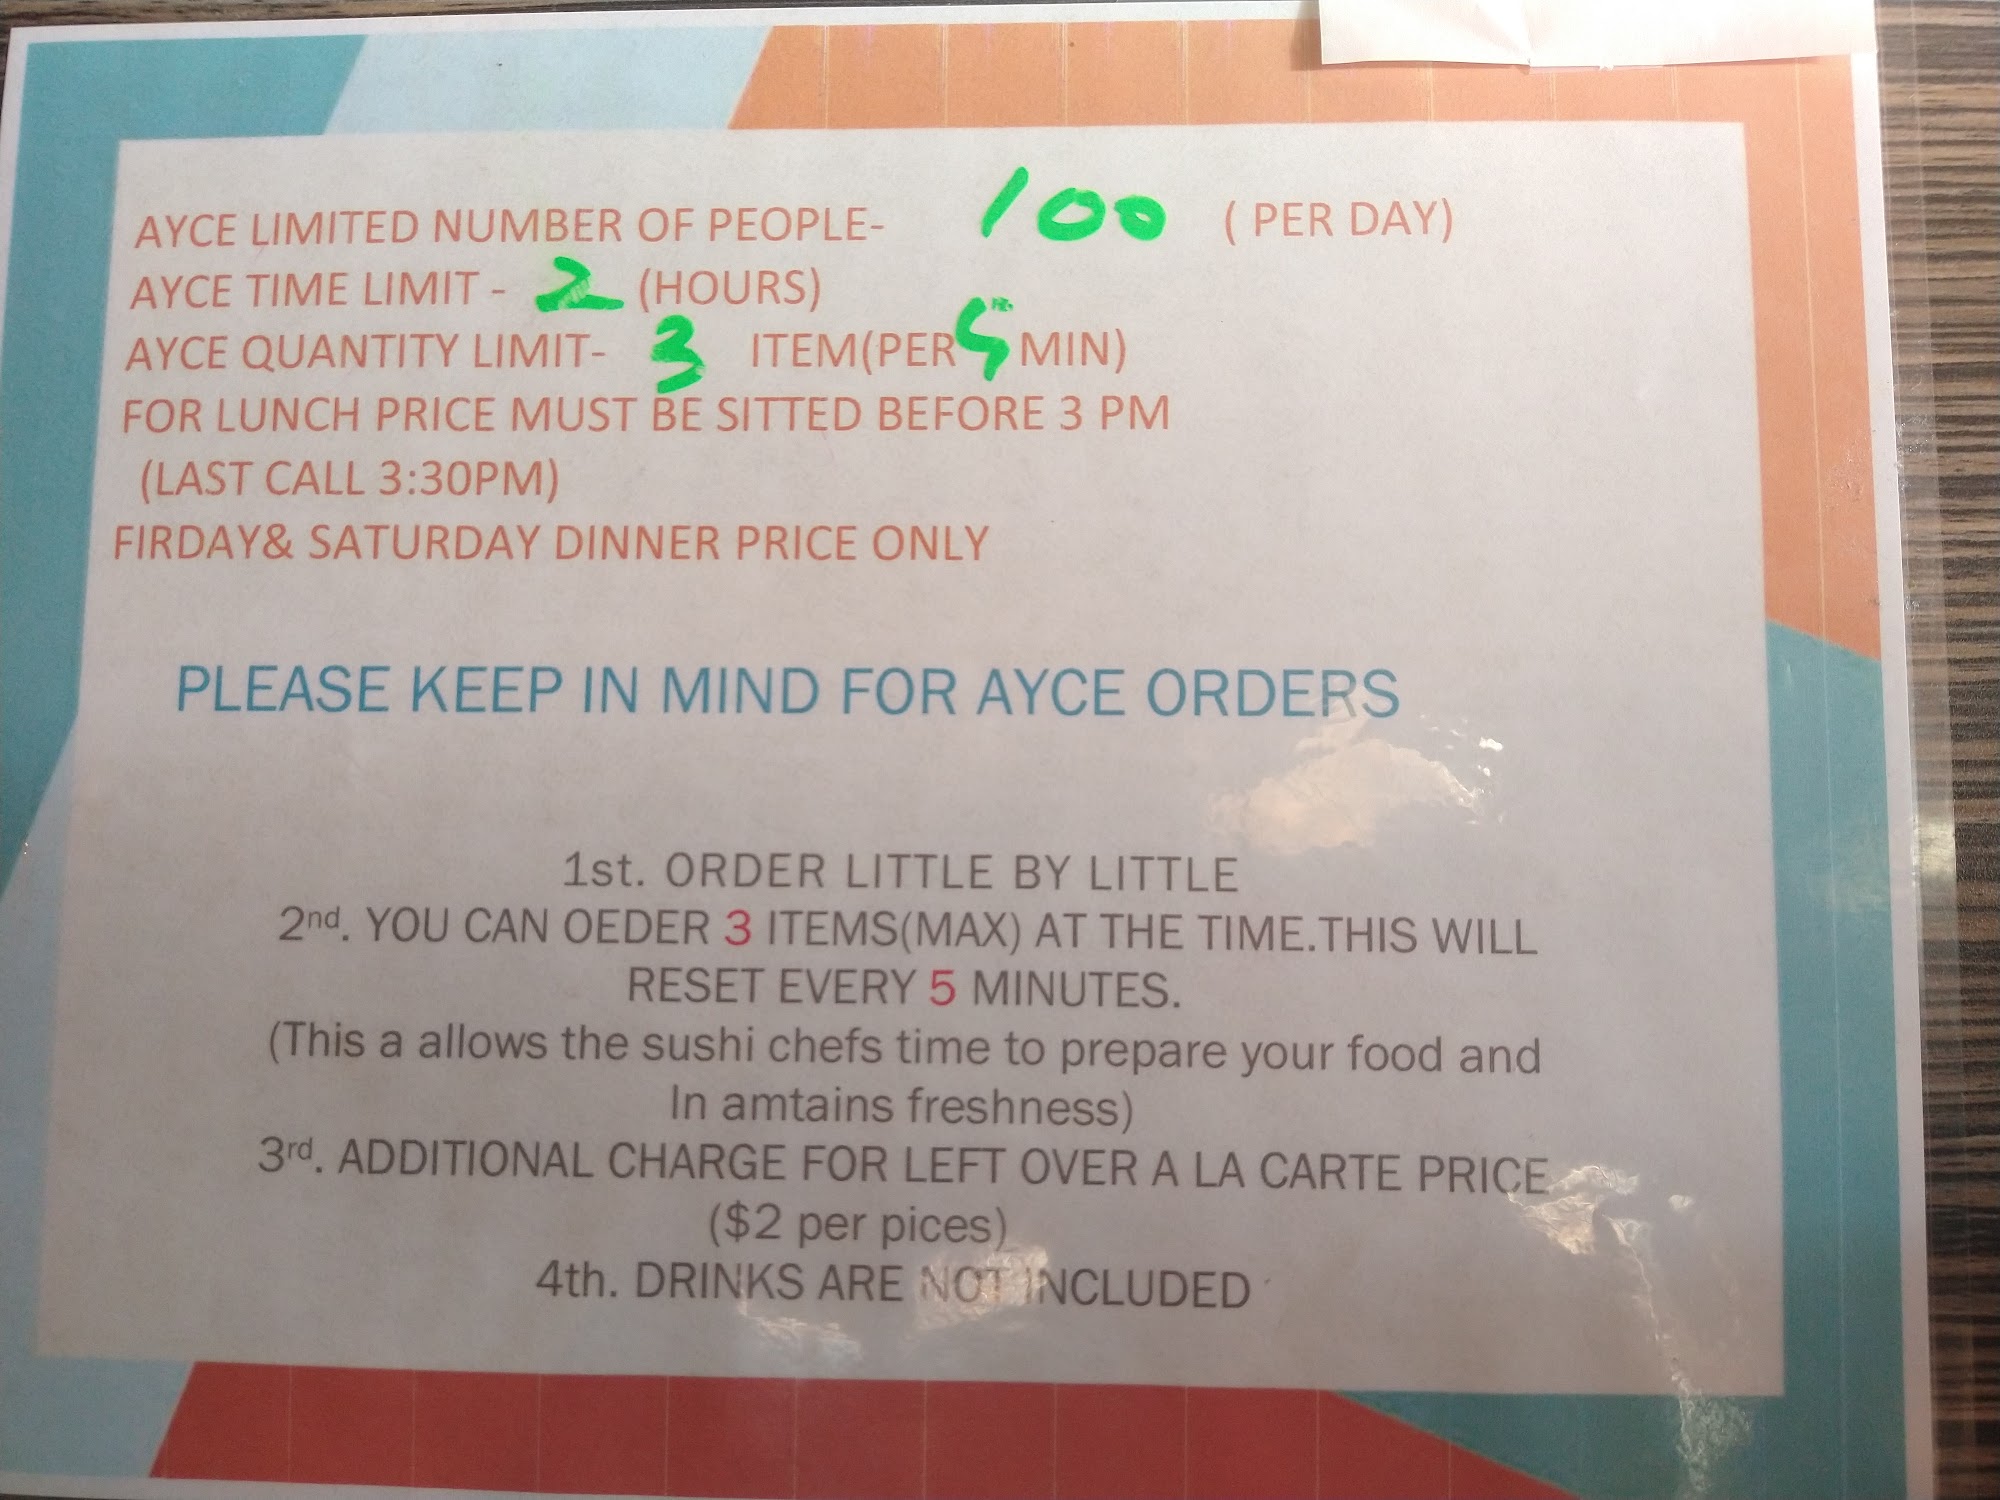 AYCE LIMITED NUMBER OF PEOPLE- 100 ( PER DAY)
AYCE TIME LIMIT - 2 (HOURS)
AYCE QUANTITY LIMIT- 3 ITEM(PER 5 MIN)
FOR LUNCH PRICE MUST BE SITTED BEFORE 3 PM
(LAST CALL 3:30PM)
FIRDAY& SATURDAY DINNER PRICE ONLY
PLEASE KEEP IN MIND FOR AYCE ORDERS
1st. ORDER LITTLE BY LITTLE
2nd. YOU CAN OEDER 3 ITEMS(MAX) AT THE TIME.THIS WILL
RESET EVERY 5 MINUTES.
(This a allows the sushi chefs time to prepare your food and
In amtains freshness)
3rd. ADDITIONAL CHARGE FOR LEFT OVER A LA CARTE PRICE
($2 per pices)
4th. DRINKS ARE NOT INCLUDED